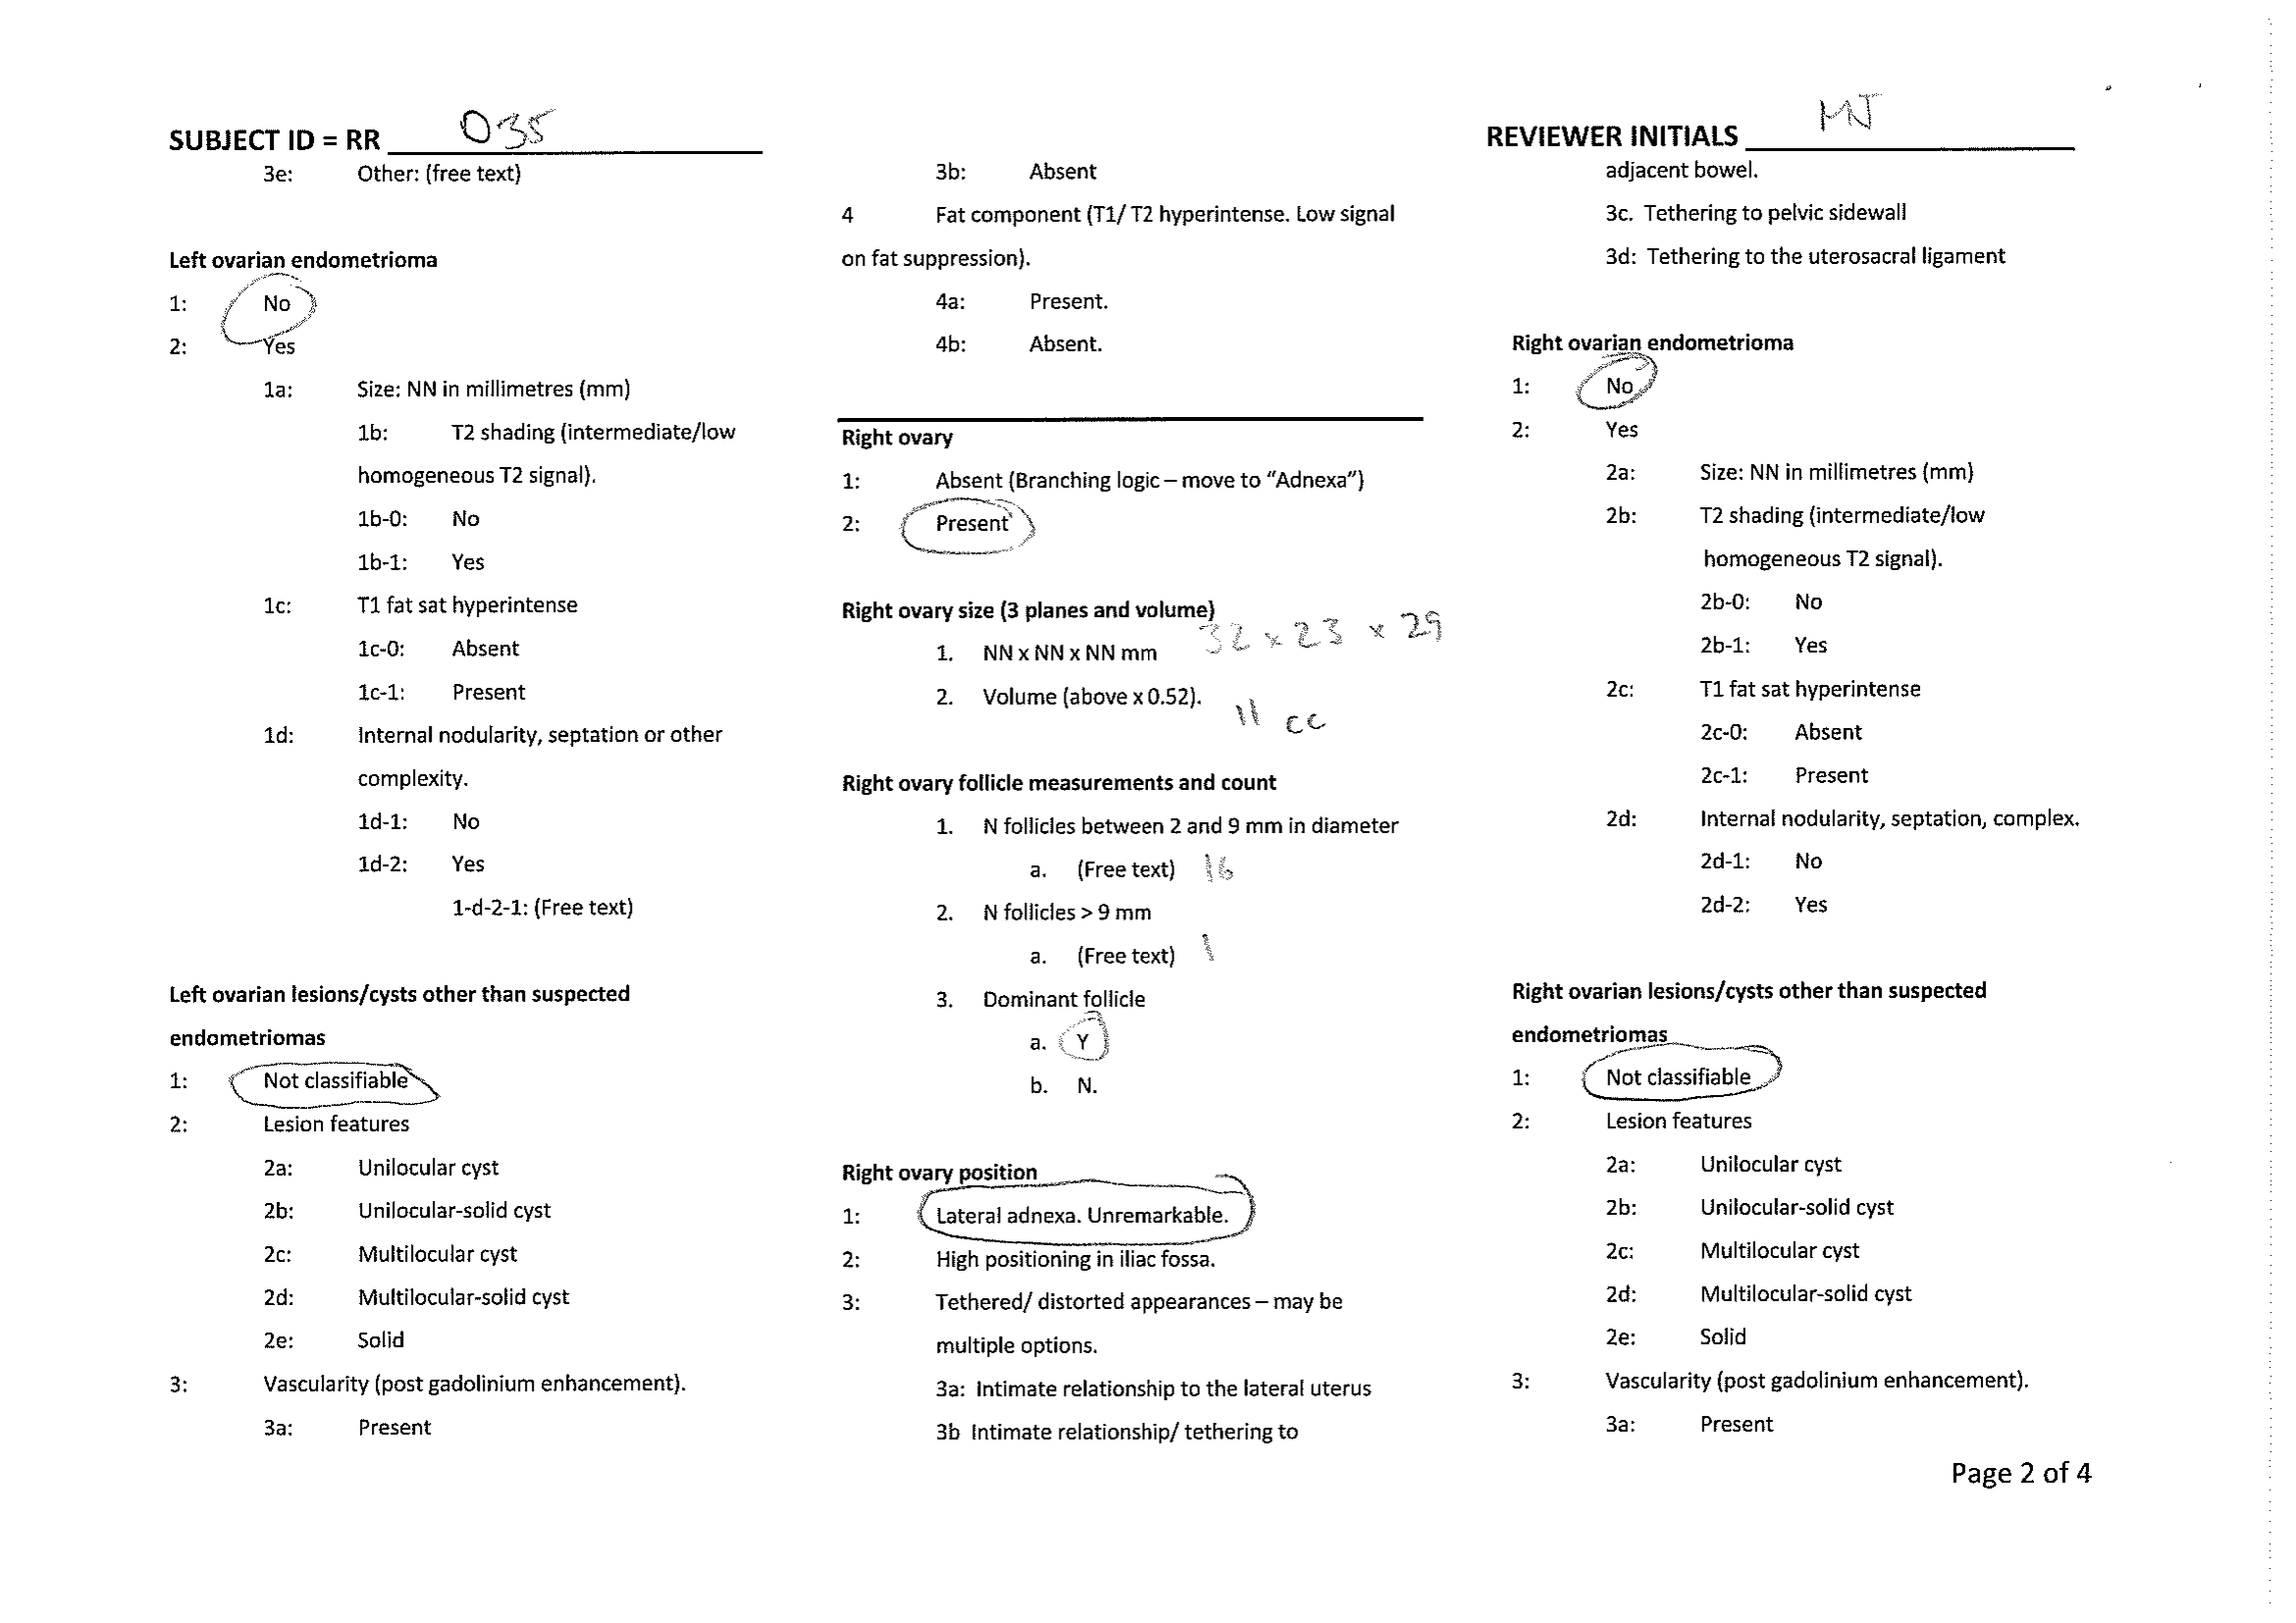 SUBJECT ID = RR 035
3e: Other: (free text)
Left ovarian endometrioma
1: No
2: Yes
1a: Size: NN in millimetres (mm)
1b: T2 shading (intermediate/low
homogeneous T2 signal).
1b-0: No
1b-1: Yes
1c: T1 fat sat hyperintense
1c-0: Absent
1c-1: Present
1d: Internal nodularity, septation or other
complexity.
1d-1: No
1d-2: Yes
1-d-2-1: (Free text)
Left ovarian lesions/cysts other than suspected
endometriomas
1: Not classifiable
2: Lesion features
2a: Unilocular cyst
2b: Unilocular-solid cyst
2c: Multilocular cyst
2d: Multilocular-solid cyst
2e: Solid
3: Vascularity (post gadolinium enhancement).
3a: Present
3b: Absent
4 Fat component (T1/ T2 hyperintense. Low signal
on fat suppression).
4a: Present.
4b: Absent.
Right ovary
1: Absent (Branching logic – move to “Adnexa”)
2: Present
Right ovary size (3 planes and volume)
1. NN x NN x NN mm 32 x 23 x 29
2. Volume (above x 0.52). 11 cc
Right ovary follicle measurements and count
1. N follicles between 2 and 9 mm in diameter
a. (Free text) 16
2. N follicles > 9 mm
a. (Free text) 1
3. Dominant follicle
a. Y
b. N.
Right ovary position
1: Lateral adnexa. Unremarkable.
2: High positioning in iliac fossa.
3: Tethered/ distorted appearances – may be
multiple options.
3a: Intimate relationship to the lateral uterus
3b Intimate relationship/ tethering to
REVIEWER INITIALS MJ
adjacent bowel.
3c. Tethering to pelvic sidewall
3d: Tethering to the uterosacral ligament
Right ovarian endometrioma
1: No
2: Yes
2a: Size: NN in millimetres (mm)
2b: T2 shading (intermediate/low
homogeneous T2 signal).
2b-0: No
2b-1: Yes
2c: T1 fat sat hyperintense
2c-0: Absent
2c-1: Present
2d: Internal nodularity, septation, complex.
2d-1: No
2d-2: Yes
Right ovarian lesions/cysts other than suspected
endometriomas
1: Not classifiable
2: Lesion features
2a: Unilocular cyst
2b: Unilocular-solid cyst
2c: Multilocular cyst
2d: Multilocular-solid cyst
2e: Solid
3: Vascularity (post gadolinium enhancement).
3a: Present
Page 2 of 4